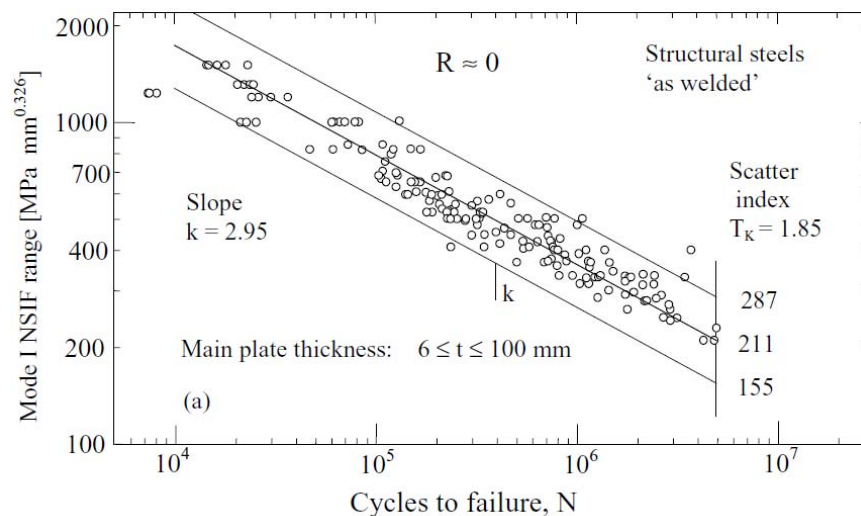 2000
1000
700
400
200
100
Mode I NSIF range [MPa mm^0.326]
R ≈ 0
Structural steels
'as welded'
Slope
k = 2.95
Scatter
index
T_K = 1.85
k
287
211
155
Main plate thickness: 6 ≤ t ≤ 100 mm
(a)
10^4
10^5
10^6
10^7
Cycles to failure, N